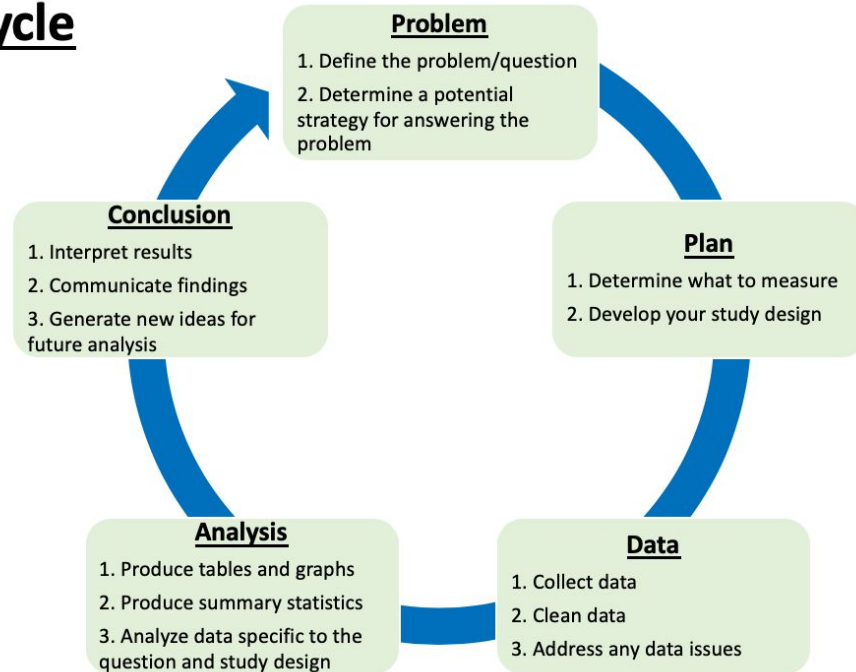 ycle
Problem
1. Define the problem/question
2. Determine a potential
strategy for answering the
problem
Plan
1. Determine what to measure
2. Develop your study design
Data
1. Collect data
2. Clean data
3. Address any data issues
Analysis
1. Produce tables and graphs
2. Produce summary statistics
3. Analyze data specific to the
question and study design
Conclusion
1. Interpret results
2. Communicate findings
3. Generate new ideas for
future analysis